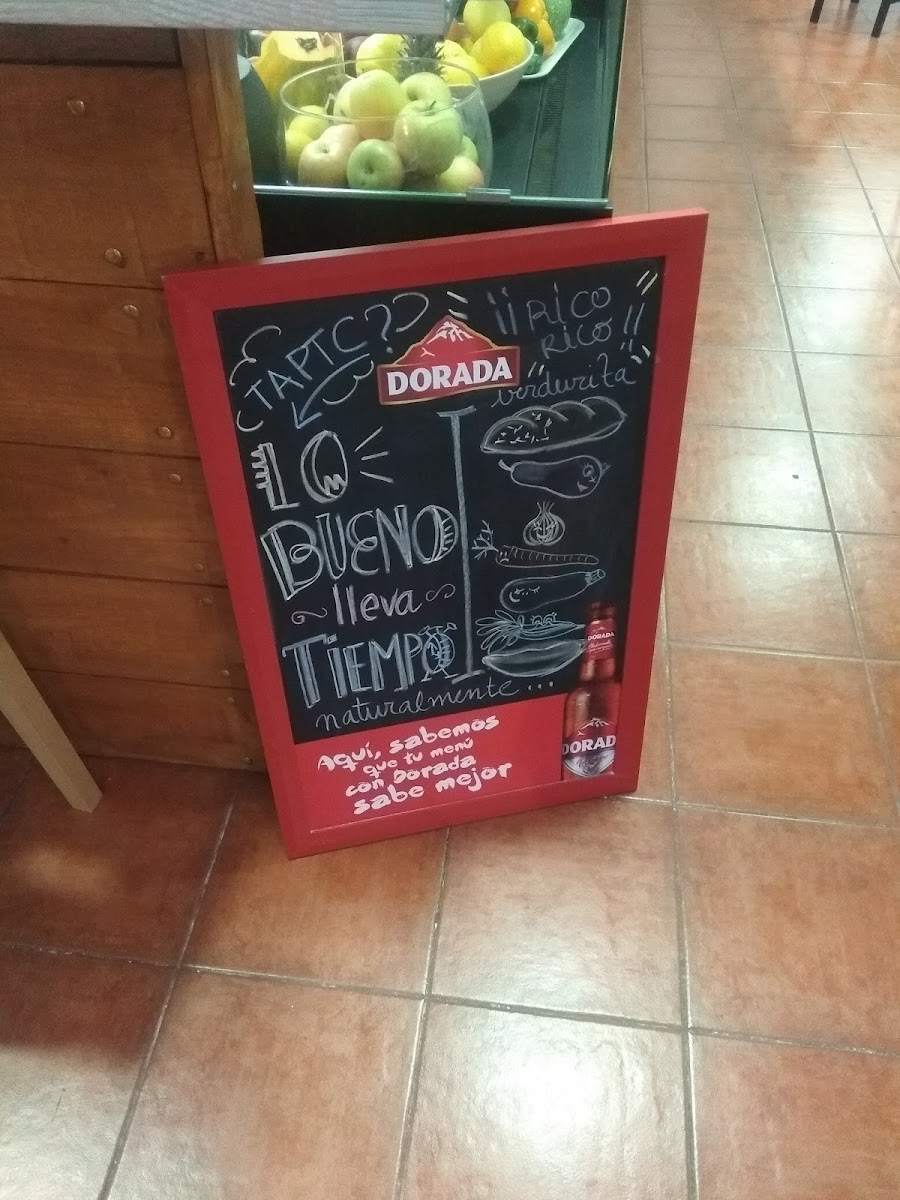 ¿TAPIC?
DORADA
¡¡RICO
RICO!!
verdurita
LO
BUENO
lleva
TIEMPO
naturalmente...
Aquí, sabemos
que tu menú
con Dorada
sabe mejor
DORADA
DORAD